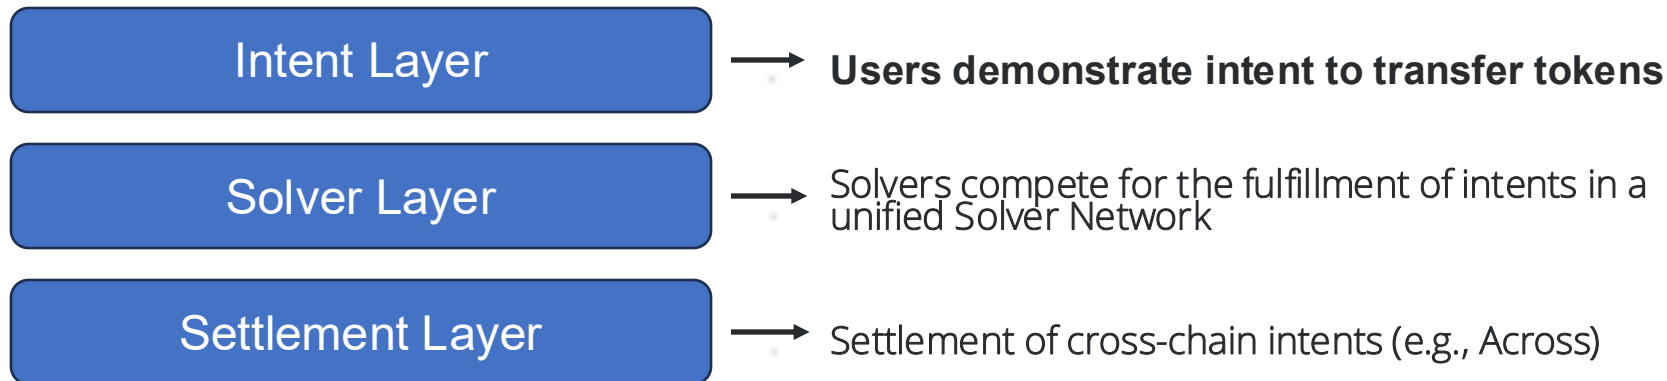 Intent Layer
Users demonstrate intent to transfer tokens
Solver Layer
Solvers compete for the fulfillment of intents in a
unified Solver Network
Settlement Layer
Settlement of cross-chain intents (e.g., Across)